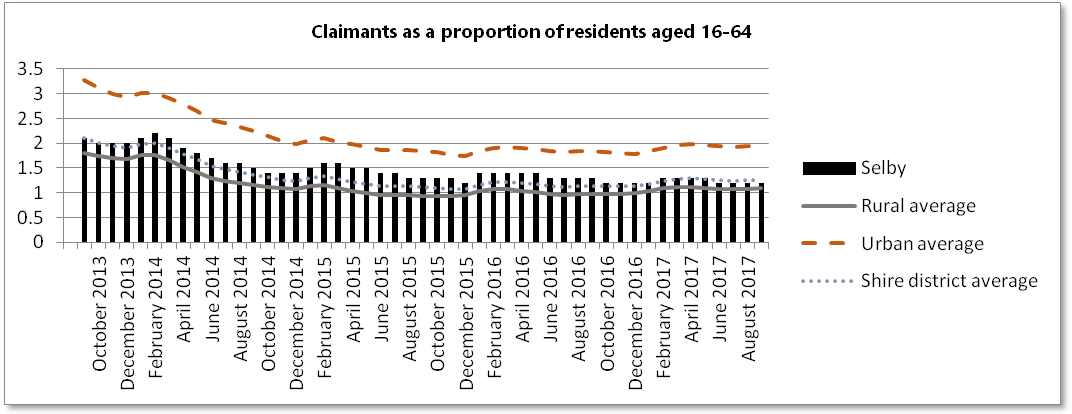 Claimants as a proportion of residents aged 16-64
3.5
3
2.5
2
1.5
1
0.5
0
October 2013
December 2013
February 2014
April 2014
June 2014
August 2014
October 2014
December 2014
February 2015
April 2015
June 2015
August 2015
October 2015
December 2015
February 2016
April 2016
June 2016
August 2016
October 2016
December 2016
February 2017
April 2017
June 2017
August 2017
Selby
Rural average
Urban average
Shire district average